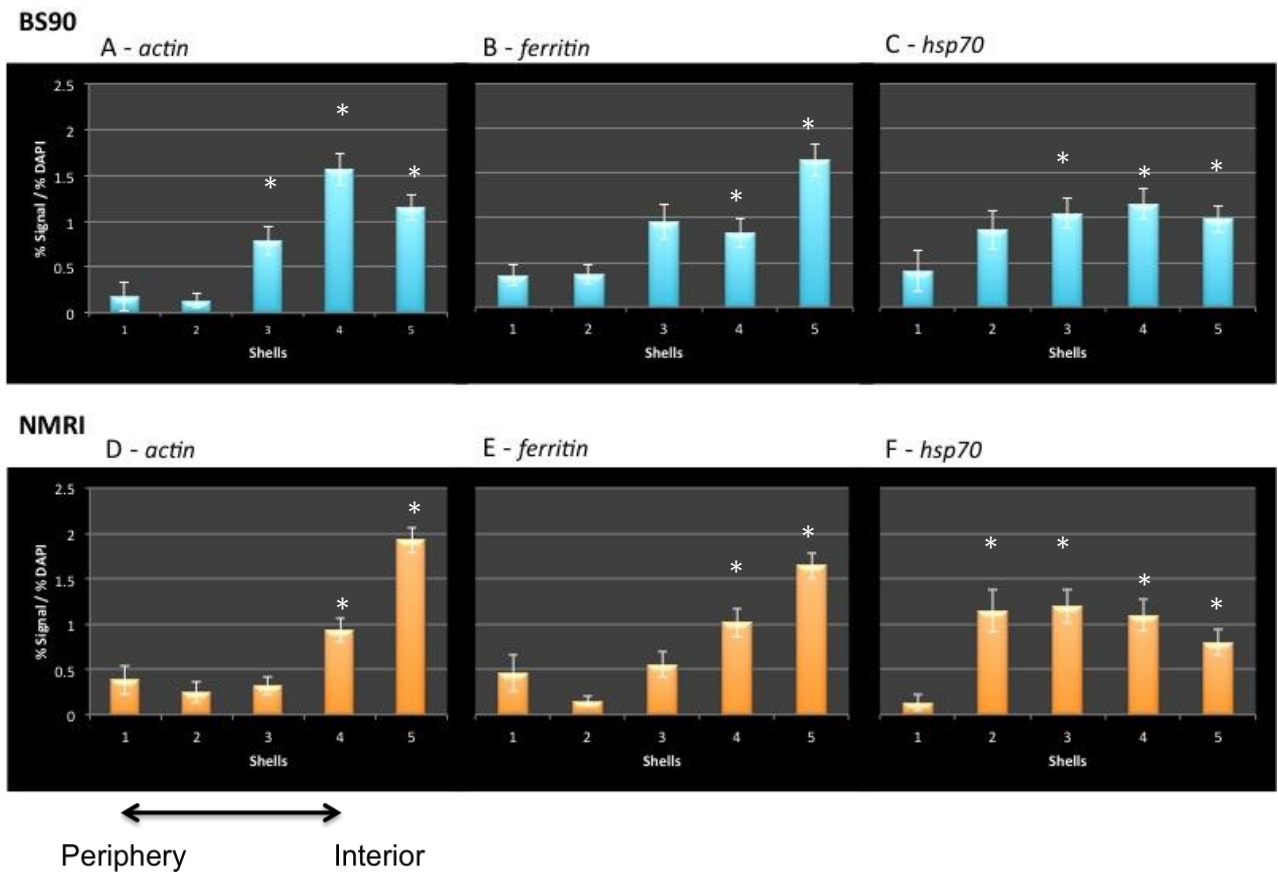 BS90
A - actin
B - ferritin
C - hsp70
% Signal / % DAPI
2.5
2
1.5
1
0.5
0
*
*
*
*
*
*
*
*
1 2 3 4 5
1 2 3 4 5
1 2 3 4 5
Shells
Shells
Shells
NMRI
D - actin
E - ferritin
F - hsp70
% Signal / % DAPI
2.5
2
1.5
1
0.5
0
*
*
*
*
*
*
*
*
1 2 3 4 5
1 2 3 4 5
1 2 3 4 5
Shells
Shells
Shells
Periphery Interior